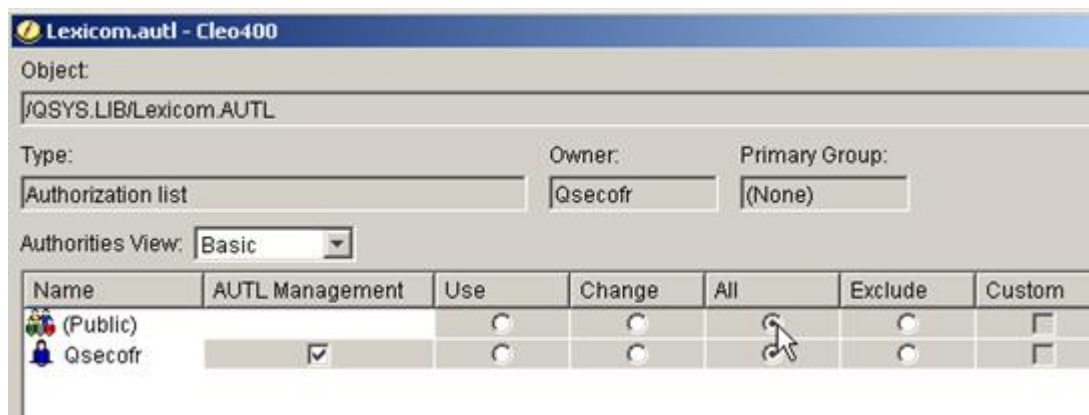 Lexicom.autl - Cleo400
Object:
/QSYS.LIB/Lexicom.AUTL
Type: Owner: Primary Group:
Authorization list Qsecofr (None)
Authorities View: Basic
Name AUTL Management Use Change All Exclude Custom
(Public)
Qsecofr